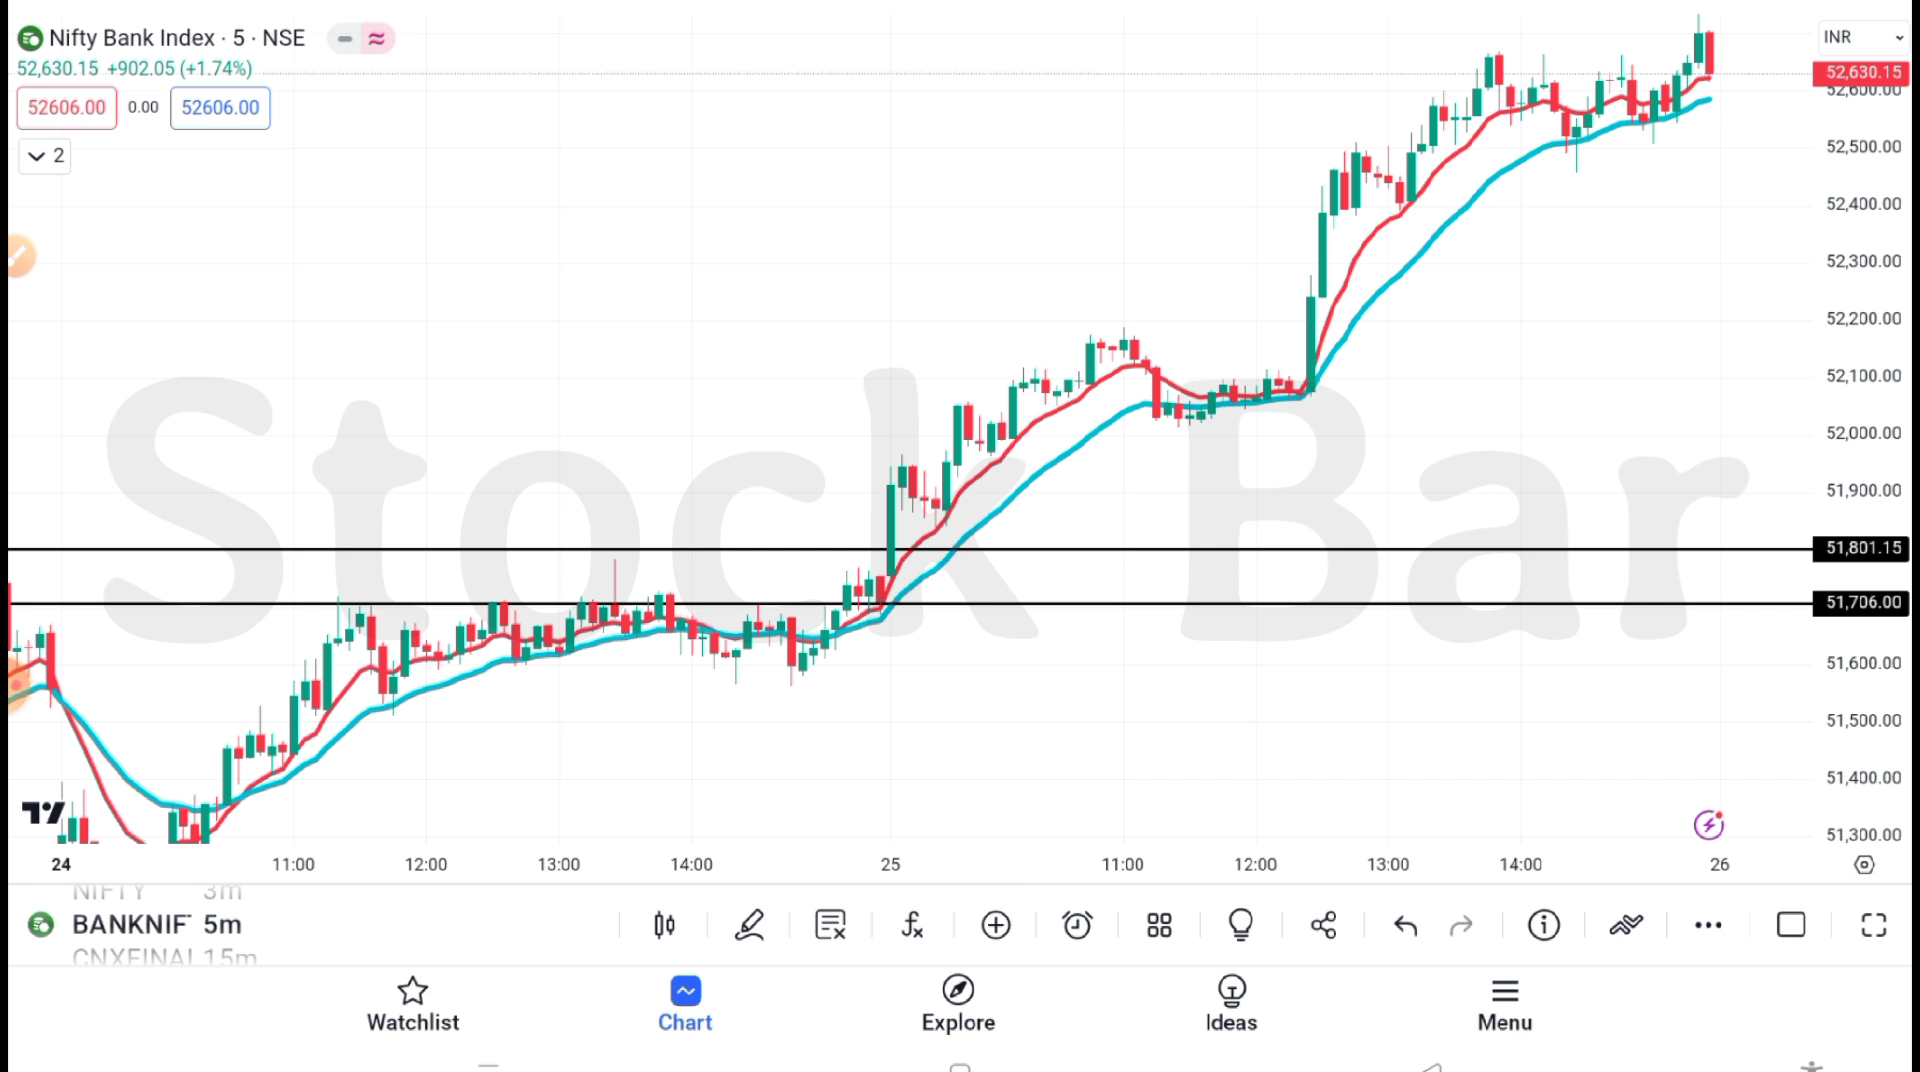 Nifty Bank Index · 5 · NSE
INR
52,630.15 +902.05 (+1.74%)
52606.00 0.00 52606.00
2
52,630.15
52,600.00
52,500.00
52,400.00
52,300.00
52,200.00
52,100.00
52,000.00
51,900.00
51,801.15
51,706.00
51,600.00
51,500.00
51,400.00
51,300.00
Stock Bar
24 11:00 12:00 13:00 14:00 25 11:00 12:00 13:00 14:00 26
NIFTY 3m
BANKNIF 5m
CNXFINAI 15m
Watchlist Chart Explore Ideas Menu